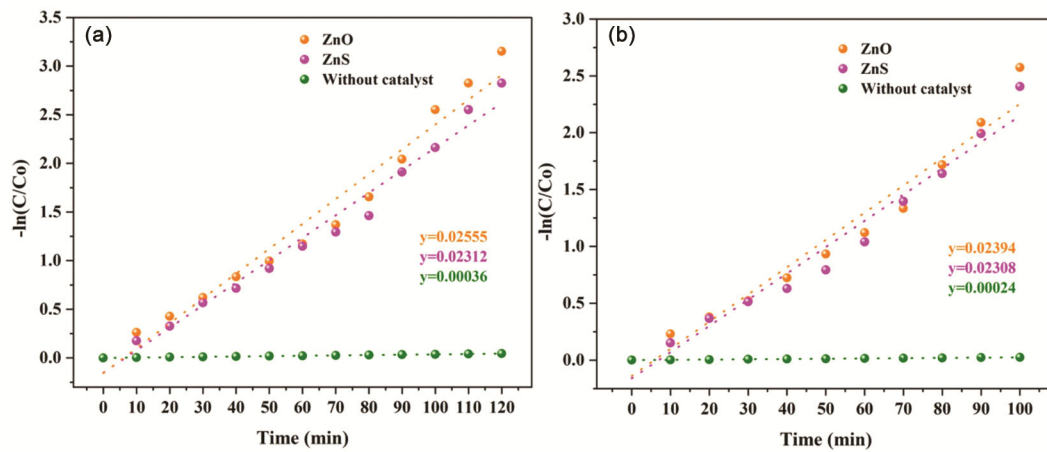 (a)
ZnO
ZnS
Without catalyst
3.5
3.0
2.5
2.0
1.5
1.0
0.5
0.0
-ln(C/Co)
y=0.02555
y=0.02312
y=0.00036
0 10 20 30 40 50 60 70 80 90 100 110 120
Time (min)
(b)
ZnO
ZnS
Without catalyst
3.0
2.5
2.0
1.5
1.0
0.5
0.0
-ln(C/Co)
y=0.02394
y=0.02308
y=0.00024
0 10 20 30 40 50 60 70 80 90 100
Time (min)